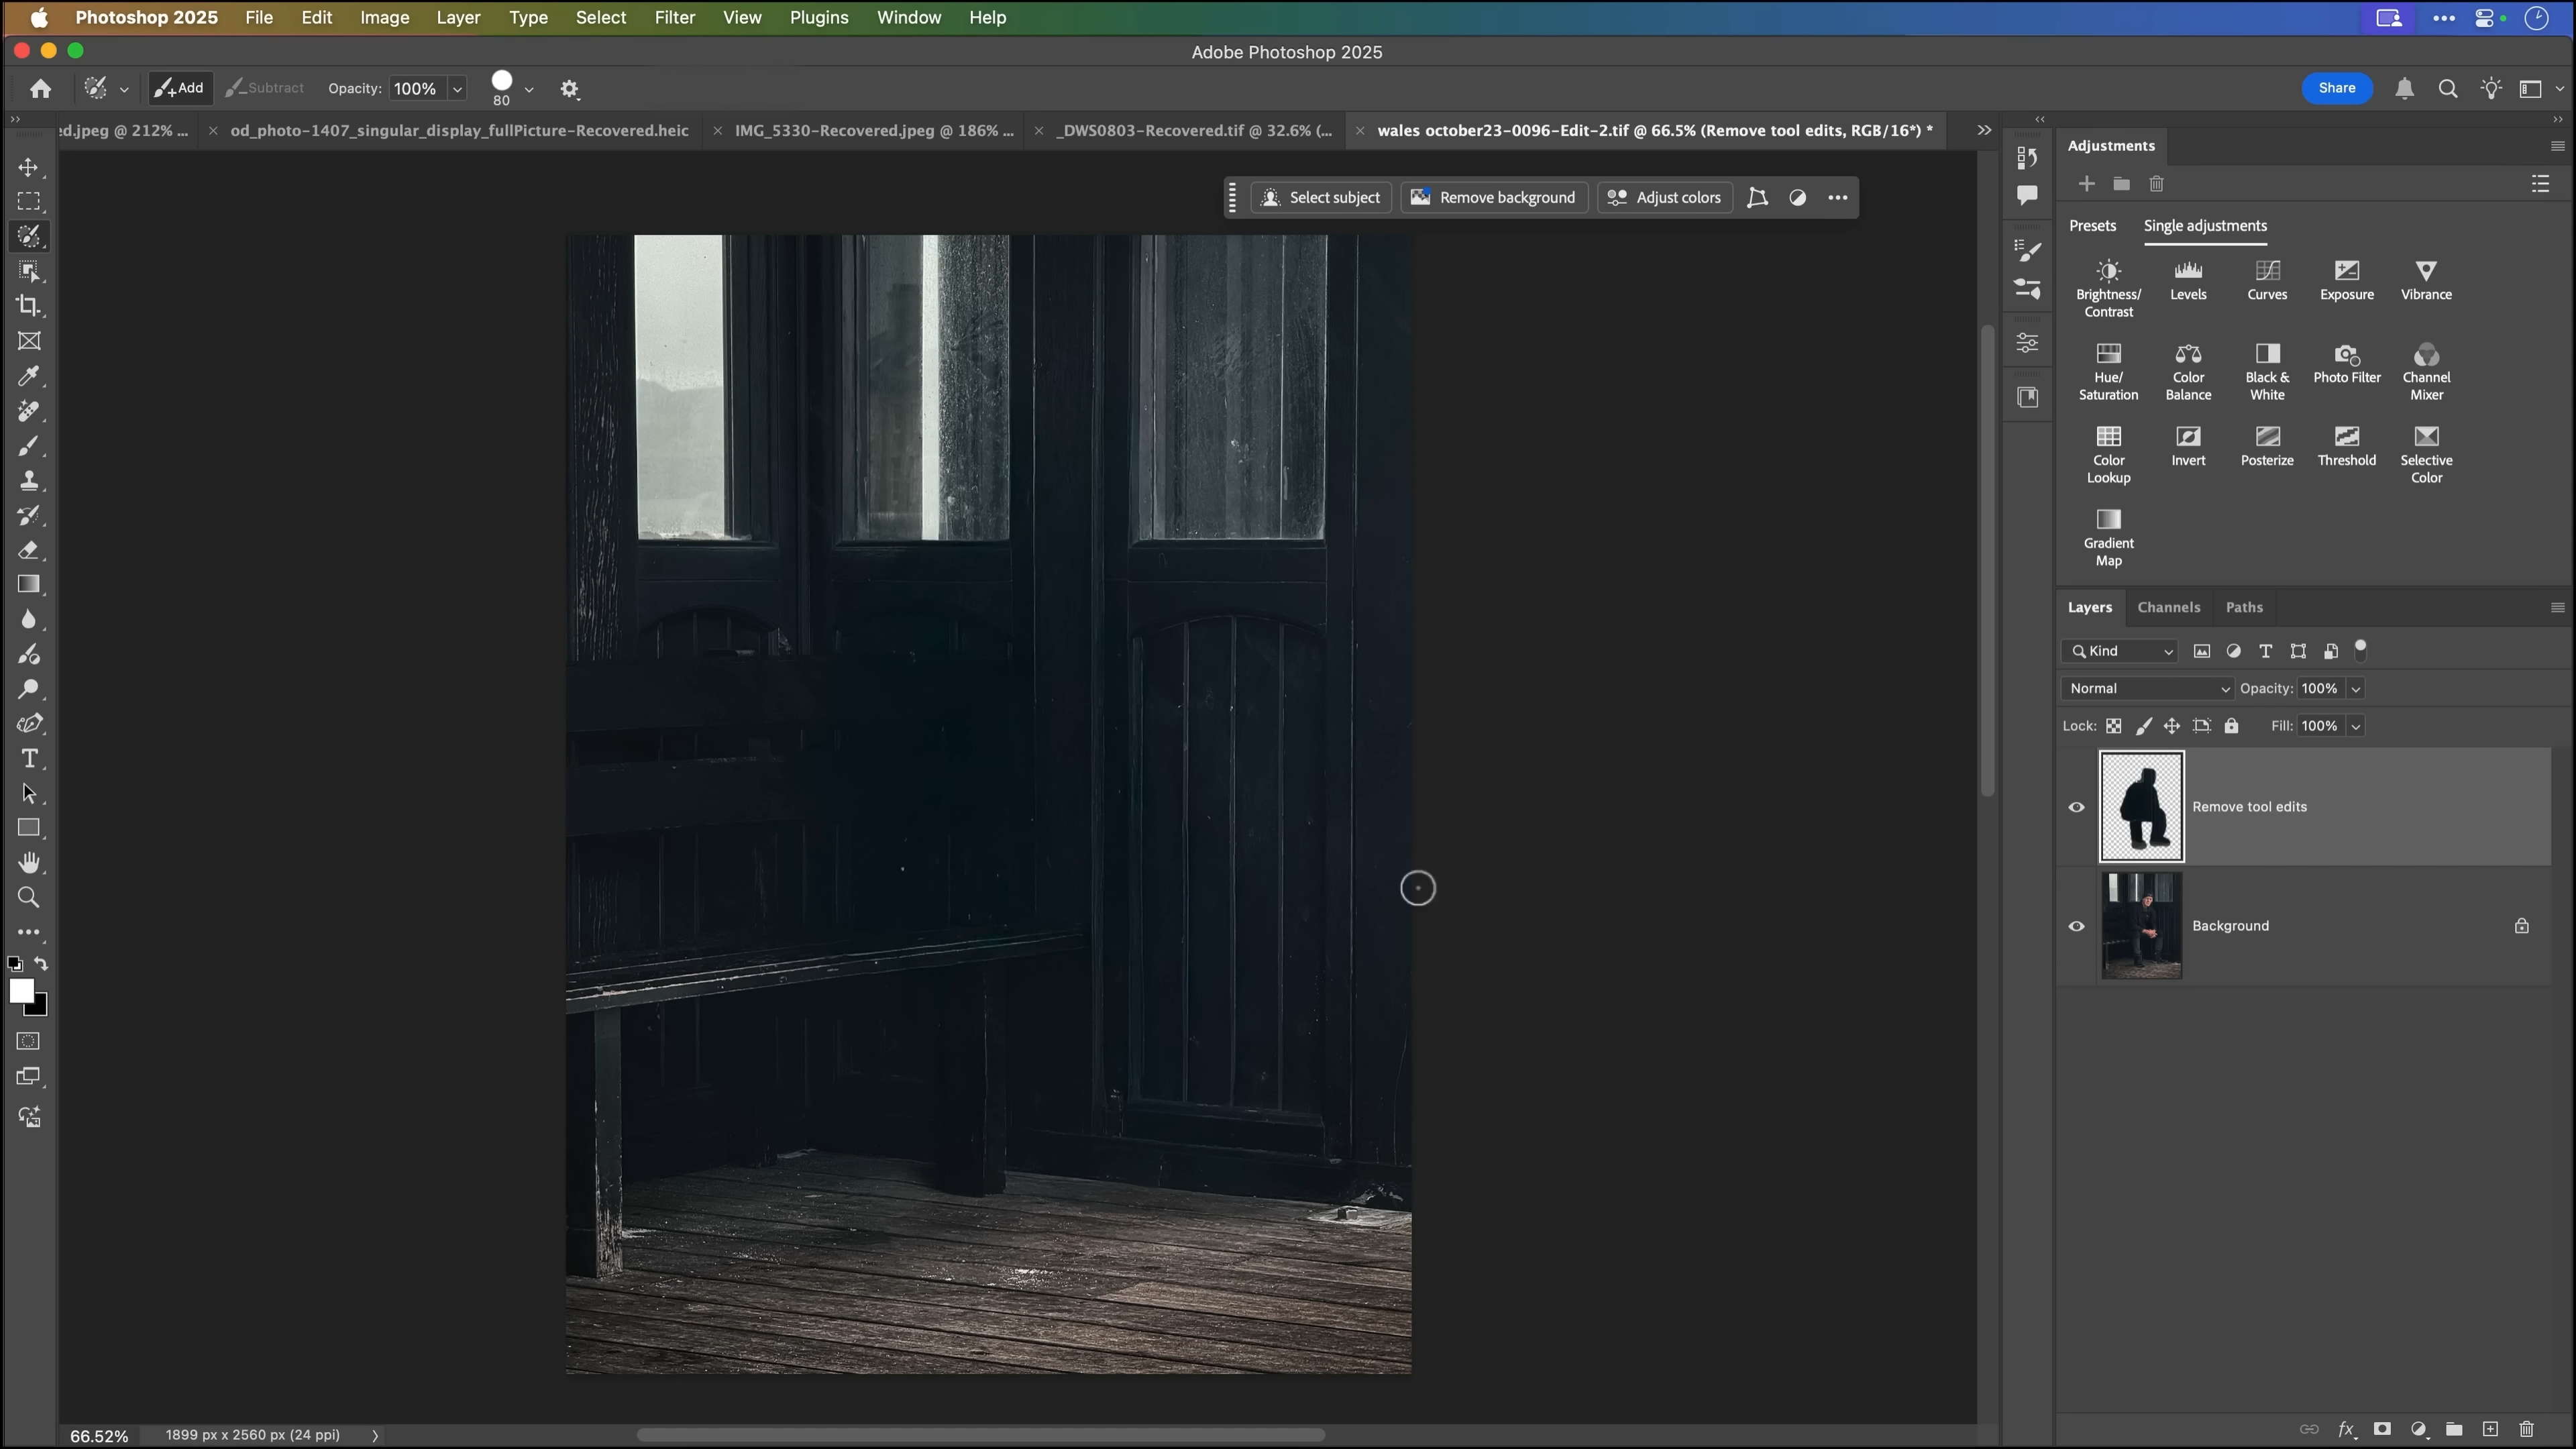 Photoshop 2025 File Edit Image Layer Type Select Filter View Plugins Window Help
Adobe Photoshop 2025
Add Subtract Opacity: 100% 80 Share
ed.jpeg @ 212% ... od_photo-1407_singular_display_fullPicture-Recovered.heic IMG_5330-Recovered.jpeg @ 186% ... _DWS0803-Recovered.tif @ 32.6% (... wales october23-0096-Edit-2.tif @ 66.5% (Remove tool edits, RGB/16*) *
Select subject Remove background Adjust colors
Adjustments
Presets Single adjustments
Brightness/
Contrast
Levels
Curves
Exposure
Vibrance
Hue/
Saturation
Color
Balance
Black &
White
Photo Filter
Channel
Mixer
Color
Lookup
Invert
Posterize
Threshold
Selective
Color
Gradient
Map
Layers Channels Paths
Kind
Normal Opacity: 100%
Lock: Fill: 100%
Remove tool edits
Background
66.52% 1899 px x 2560 px (24 ppi)